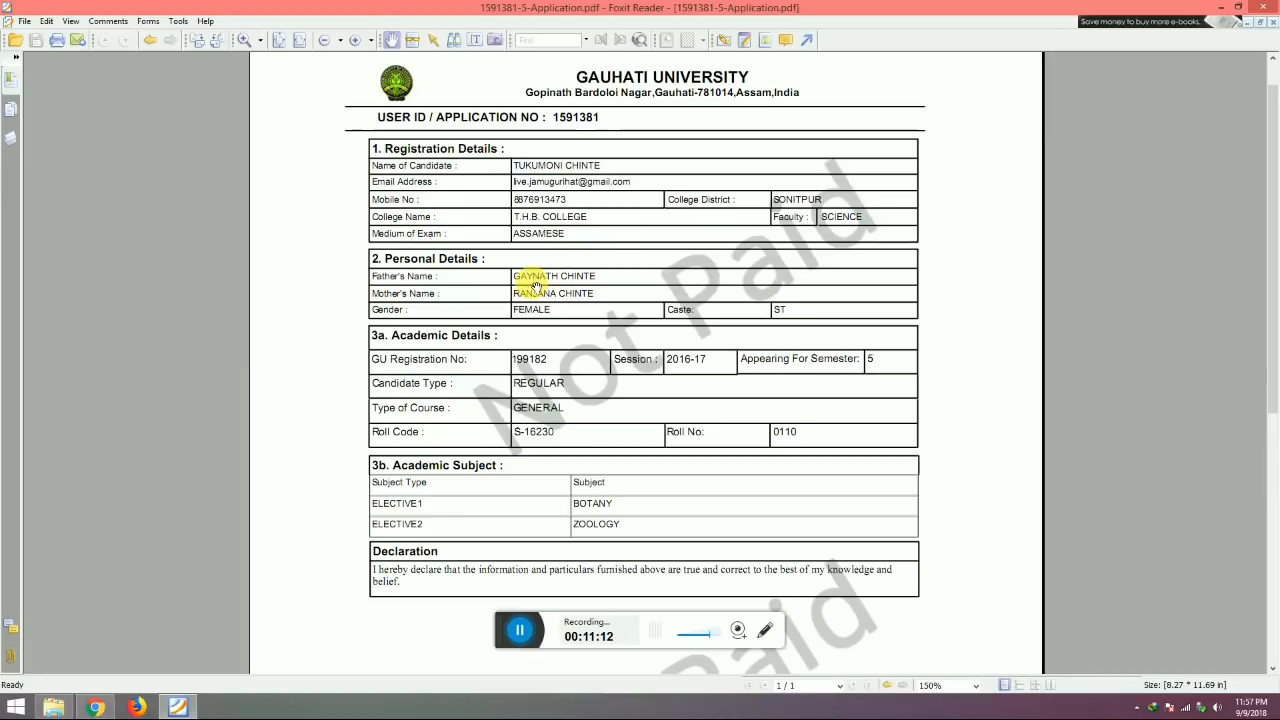 1591381-5-Application.pdf - Foxit Reader - [1591381-5-Application.pdf]
File Edit View Comments Forms Tools Help
Save money to buy more e-books.
Find
GAUHATI UNIVERSITY
Gopinath Bardoloi Nagar,Gauhati-781014,Assam,India
USER ID / APPLICATION NO : 1591381
1. Registration Details :
Name of Candidate : TUKUMONI CHINTE
Email Address : live.jamugurihat@gmail.com
Mobile No : 8876913473 College District : SONITPUR
College Name : T.H.B. COLLEGE Faculty : SCIENCE
Medium of Exam : ASSAMESE
2. Personal Details :
Father's Name : GAYNATH CHINTE
Mother's Name : RANJANA CHINTE
Gender : FEMALE Caste: ST
3a. Academic Details :
GU Registration No: 199182 Session : 2016-17 Appearing For Semester: 5
Candidate Type : REGULAR
Type of Course : GENERAL
Roll Code : S-16230 Roll No: 0110
3b. Academic Subject :
Subject Type Subject
ELECTIVE1 BOTANY
ELECTIVE2 ZOOLOGY
Declaration
I hereby declare that the information and particulars furnished above are true and correct to the best of my knowledge and
belief.
Not Paid
Recording...
00:11:12
Ready 1 / 1 150% Size: [8.27 * 11.69 in]
11:57 PM
9/9/2018